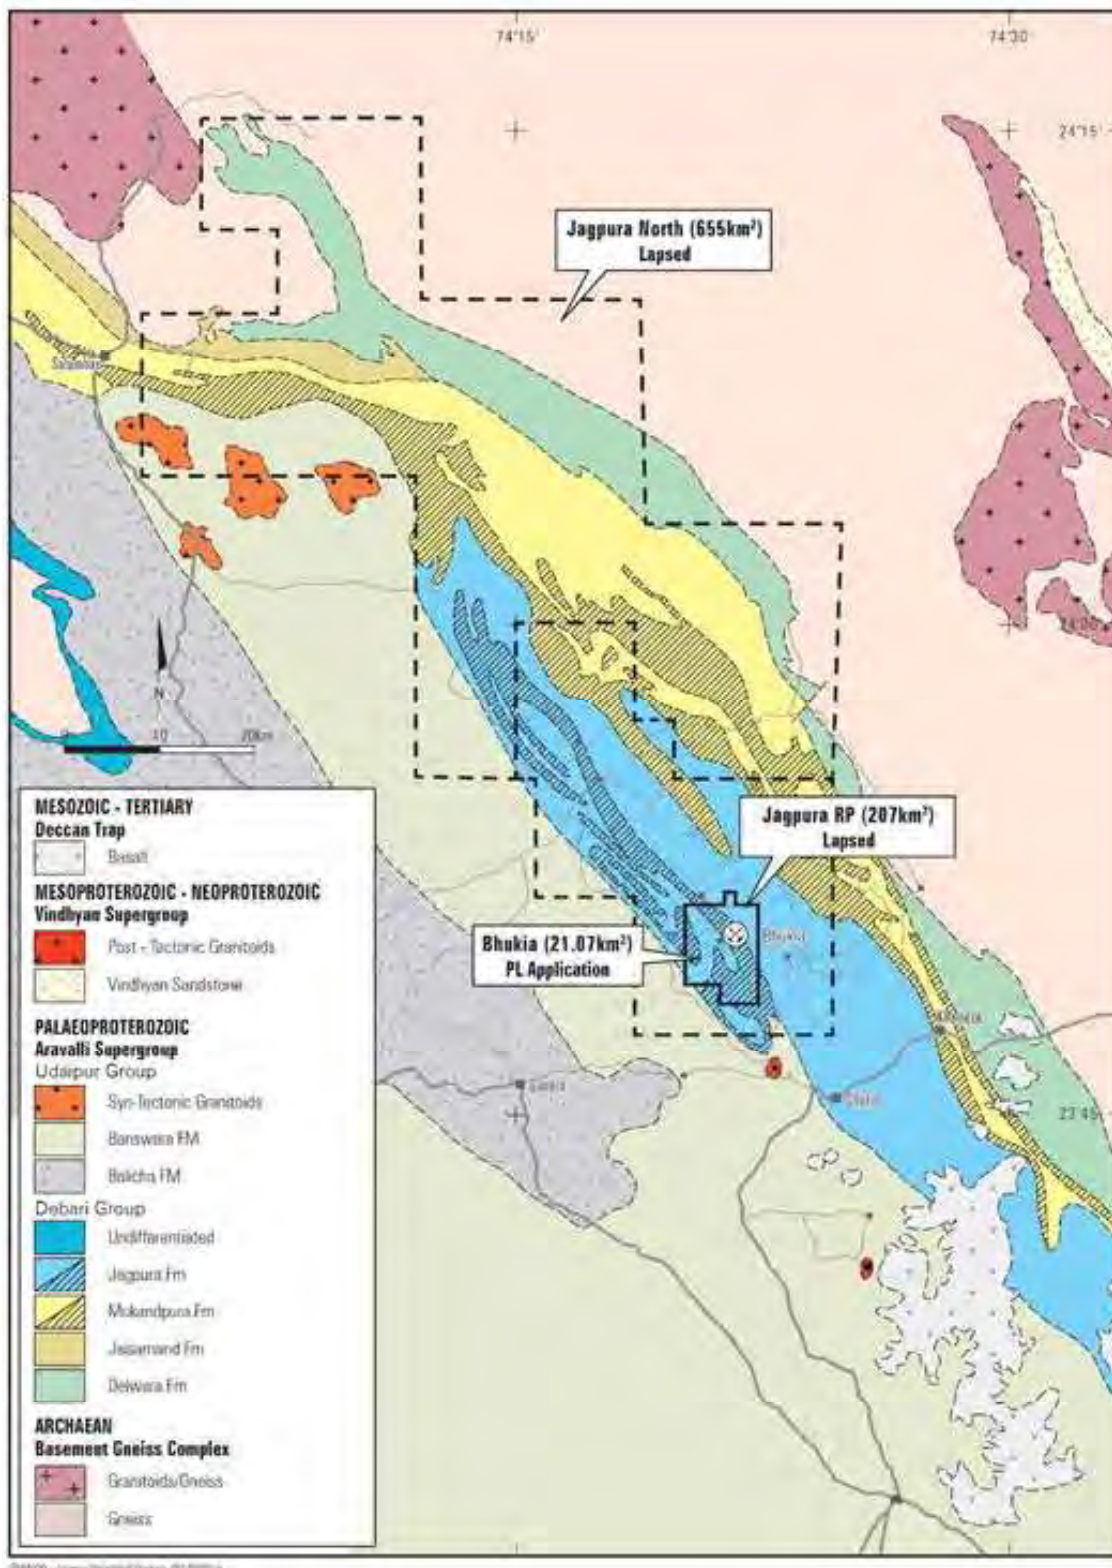 74°15'
74°30'
24°15'
Jagpura North (655km²)
Lapsed
N
0 10 20km
Jagpura RP (207km²)
Lapsed
Bhukia (21.07km²)
PL Application
Bhukia
23°45'
MESOZOIC - TERTIARY
Deccan Trap
Basalt
MESOPROTEROZOIC - NEOPROTEROZOIC
Vindhyan Supergroup
Post - Tectonic Granitoids
Vindhyan Sandstone
PALAEOPROTEROZOIC
Aravalli Supergroup
Udaipur Group
Syn-Tectonic Granitoids
Banswara FM
Balicha FM
Debari Group
Undifferentiated
Jagpura Fm
Mukandpura Fm
Jaisamand Fm
Delwara Fm
ARCHAEAN
Basement Gneiss Complex
Granitoids/Gneiss
Gneiss